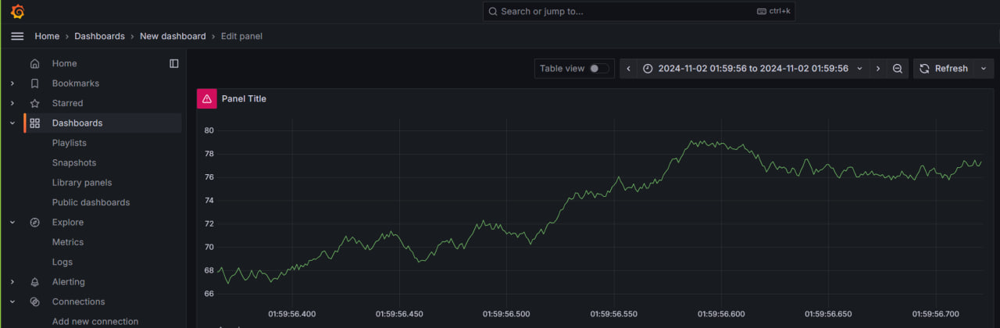 Search or jump to...
ctrl+k
Home › Dashboards › New dashboard › Edit panel
Home
Bookmarks
Starred
Dashboards
Playlists
Snapshots
Library panels
Public dashboards
Explore
Metrics
Logs
Alerting
Connections
Add new connection
Table view
2024-11-02 01:59:56 to 2024-11-02 01:59:56
Refresh
Panel Title
80
78
76
74
72
70
68
66
01:59:56.400 01:59:56.450 01:59:56.500 01:59:56.550 01:59:56.600 01:59:56.650 01:59:56.700